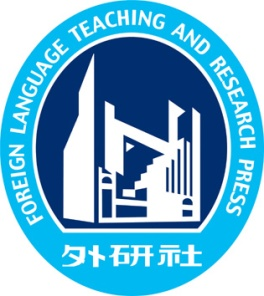 FOREIGN LANGUAGE TEACHING AND RESEARCH PRESS
外研社